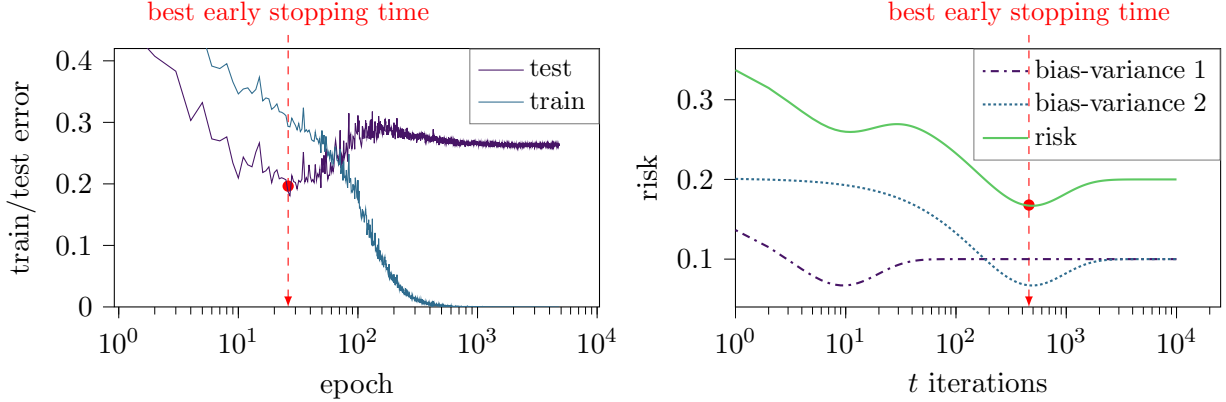 best early stopping time
train/test error
0.4
0.3
0.2
0.1
0
test
train
10^0
10^1
10^2
10^3
10^4
epoch
best early stopping time
risk
0.3
0.2
0.1
bias-variance 1
bias-variance 2
risk
10^0
10^1
10^2
10^3
10^4
t iterations